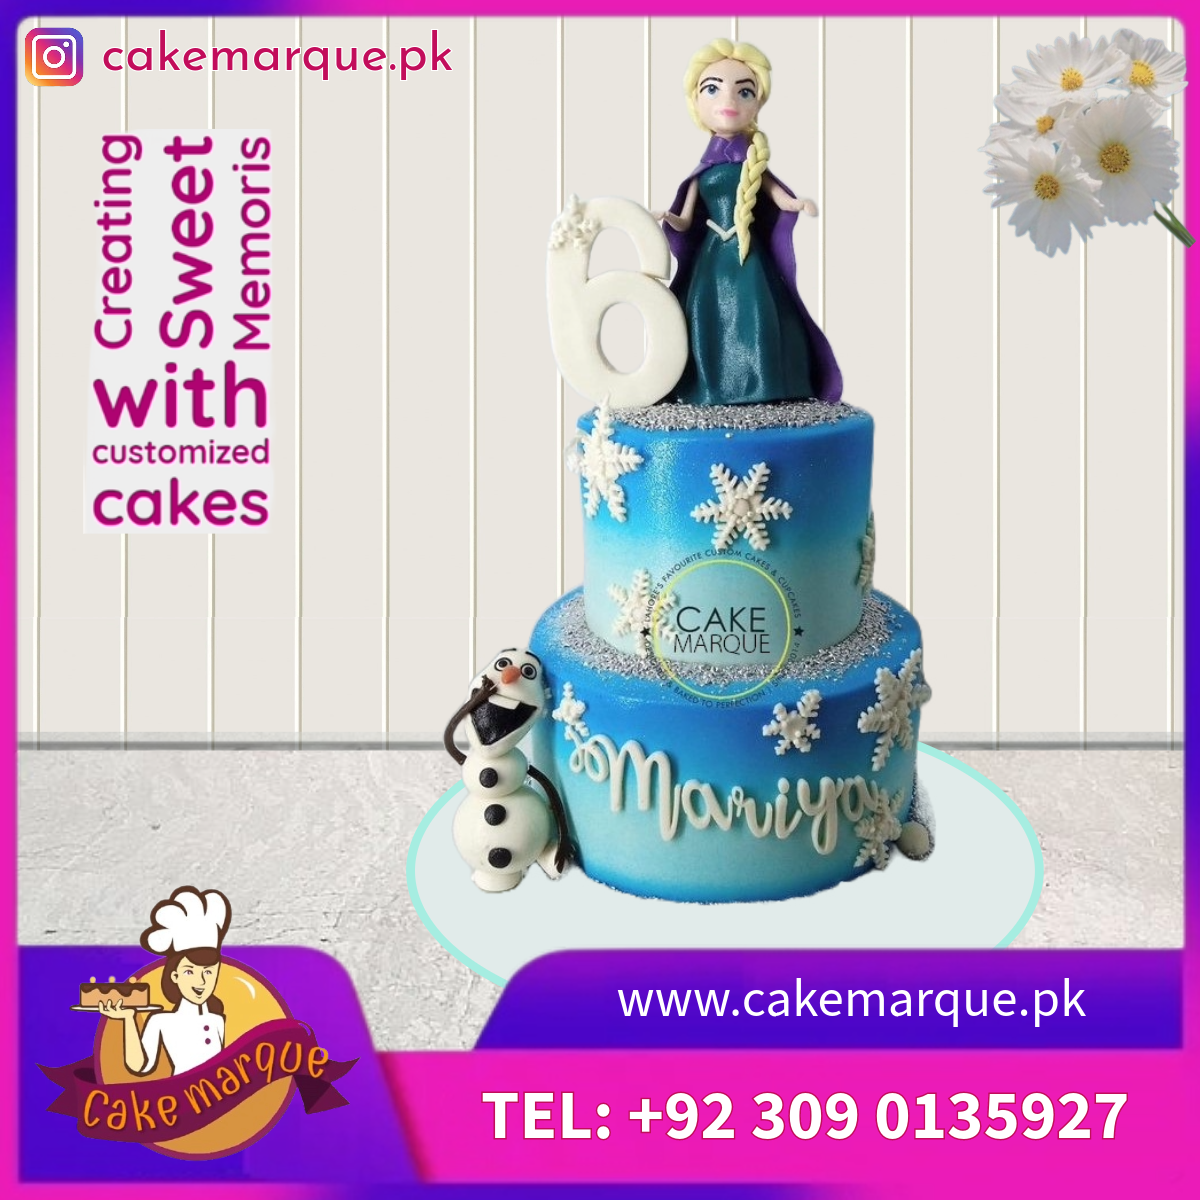 cakemarque.pk
Creating
Sweet
Memoris
with
customized
cakes
6
CAKE
MARQUE
Mariya
Cake marque
www.cakemarque.pk
TEL: +92 309 0135927